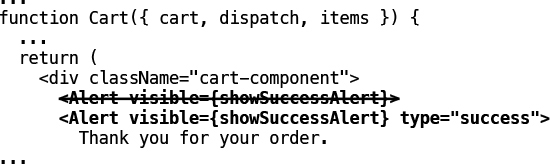 ...
function Cart({ cart, dispatch, items }) {
...
return (
<div className="cart-component">
<Alert visible={showSuccessAlert}>
<Alert visible={showSuccessAlert} type="success">
Thank you for your order.
...